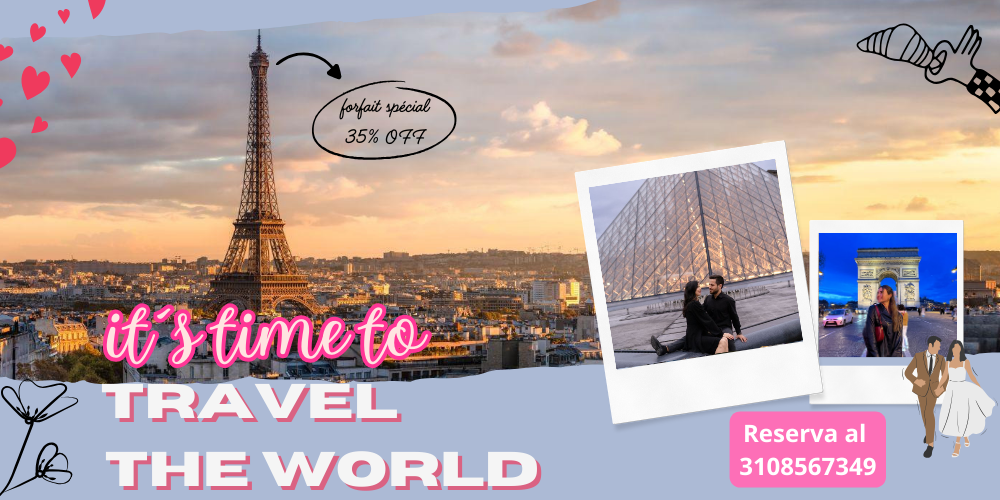 forfait spécial
35% OFF
it´s time to
TRAVEL
THE WORLD
Reserva al
3108567349